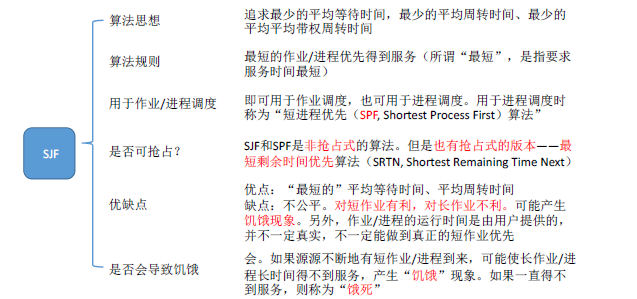 SJF
算法思想
追求最少的平均等待时间，最少的平均周转时间、最少的
平均平均带权周转时间
算法规则
最短的作业/进程优先得到服务（所谓“最短”，是指要求
服务时间最短）
用于作业/进程调度
即可用于作业调度，也可用于进程调度。用于进程调度时
称为“短进程优先（SPF, Shortest Process First）算法”
是否可抢占？
SJF和SPF是非抢占式的算法。但是也有抢占式的版本——最
短剩余时间优先算法（SRTN, Shortest Remaining Time Next）
优缺点
优点：“最短的”平均等待时间、平均周转时间
缺点：不公平。对短作业有利，对长作业不利。可能产生
饥饿现象。另外，作业/进程的运行时间是由用户提供的，
并不一定真实，不一定能做到真正的短作业优先
是否会导致饥饿
会。如果源源不断地有短作业/进程到来，可能使长作业/进
程长时间得不到服务，产生“饥饿”现象。如果一直得不
到服务，则称为“饿死”